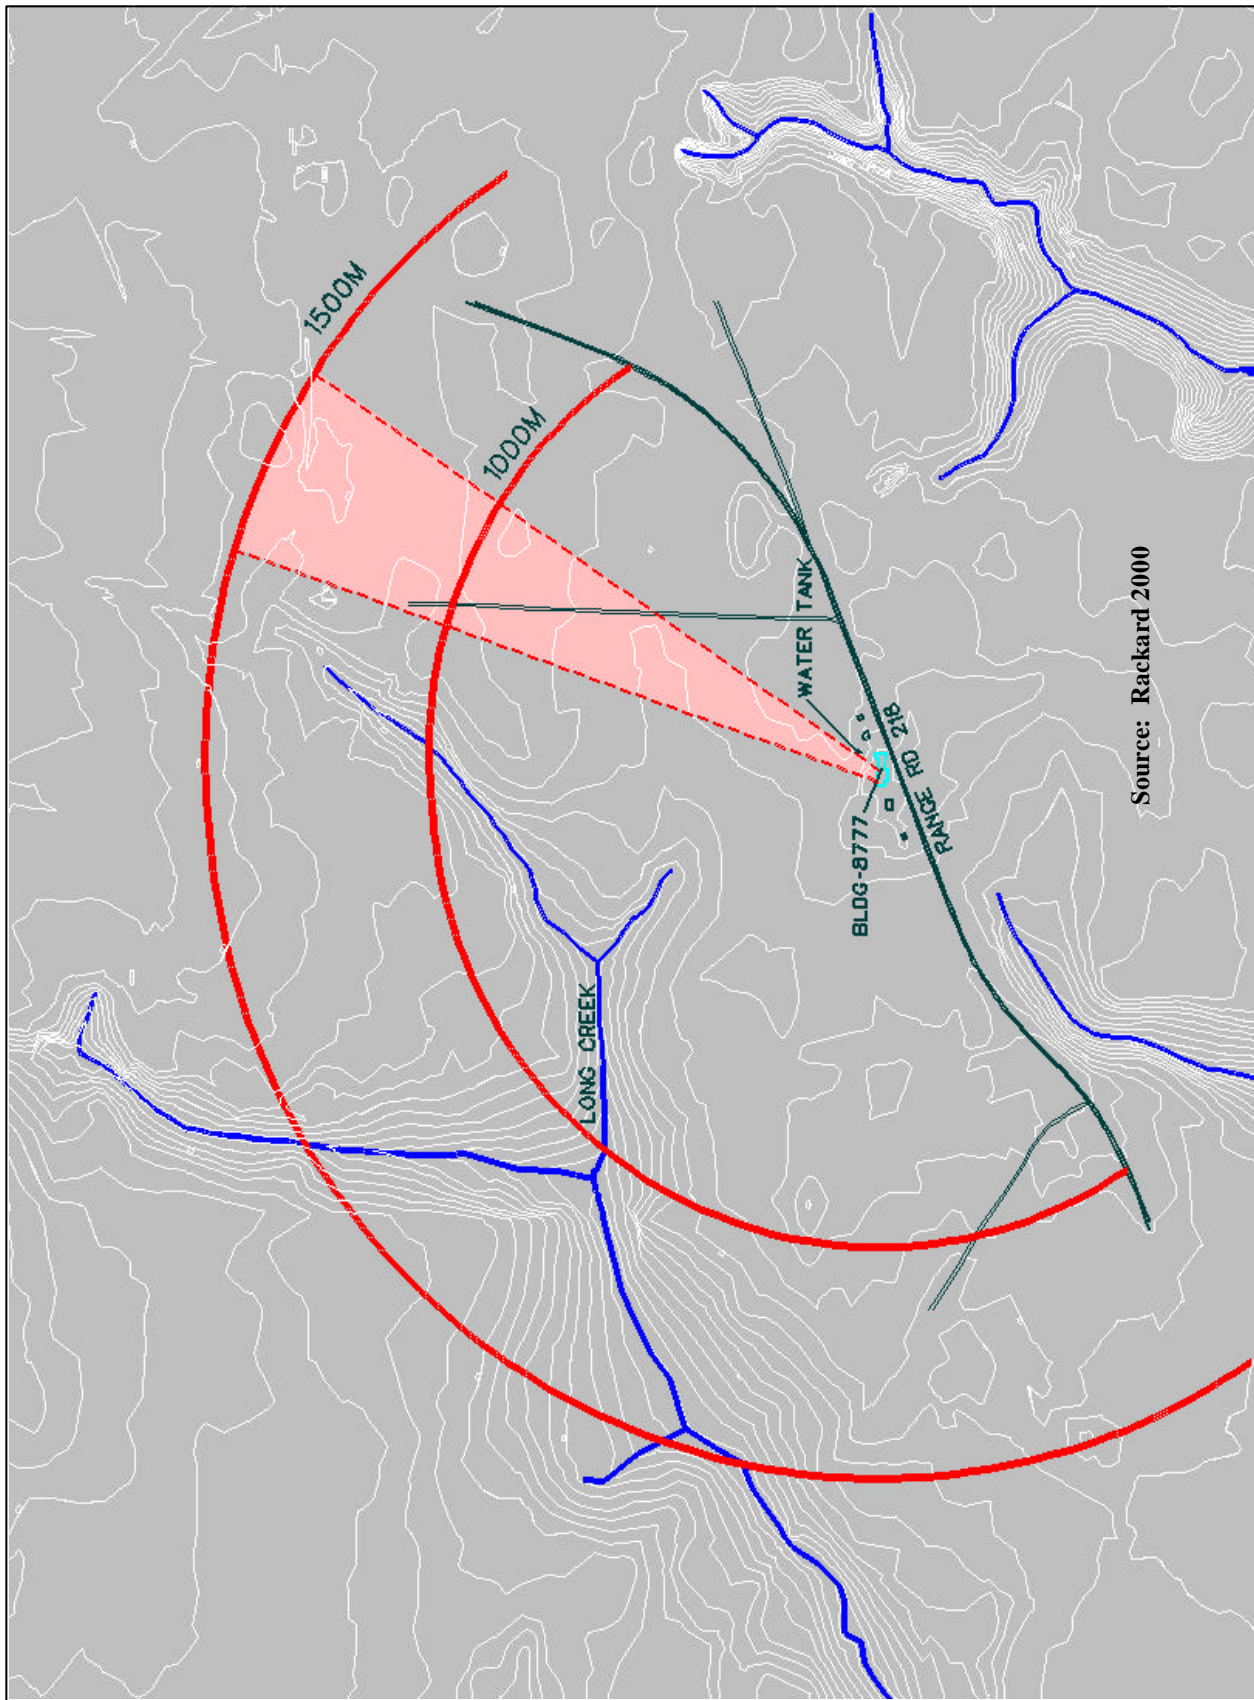 1500M
1000M
WATER TANK
LONG CREEK
BLDG-8777
RANGE RD 218
Source: Rackard 2000